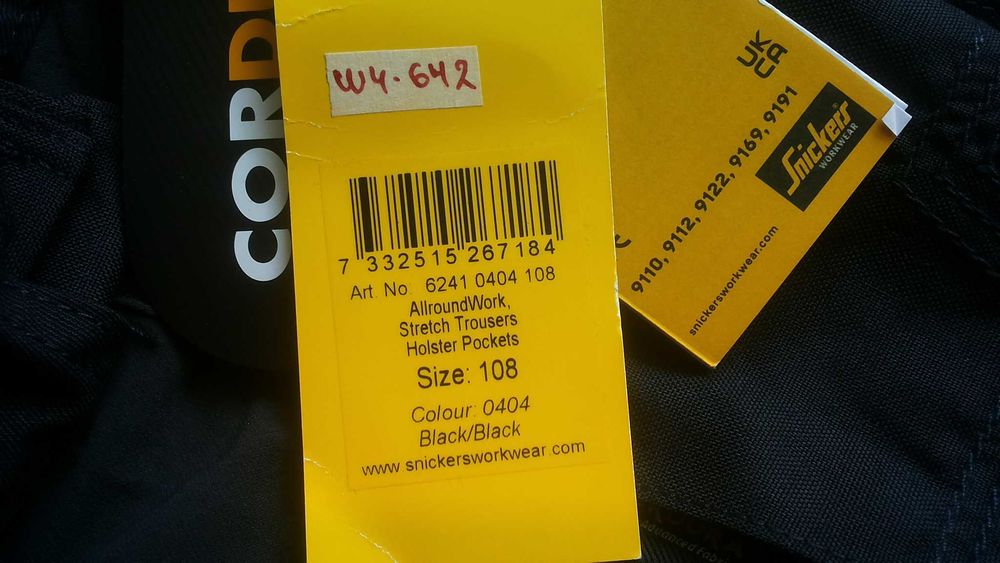 CORD
W4-642
7 332515 267184
Art. No: 6241 0404 108
AllroundWork,
Stretch Trousers
Holster Pockets
Size: 108
Colour: 0404
Black/Black
www.snickersworkwear.com
UK
CA
9110, 9112, 9122, 9169, 9191
Snickers®
WORKWEAR
snickersworkwear.com
Advanced